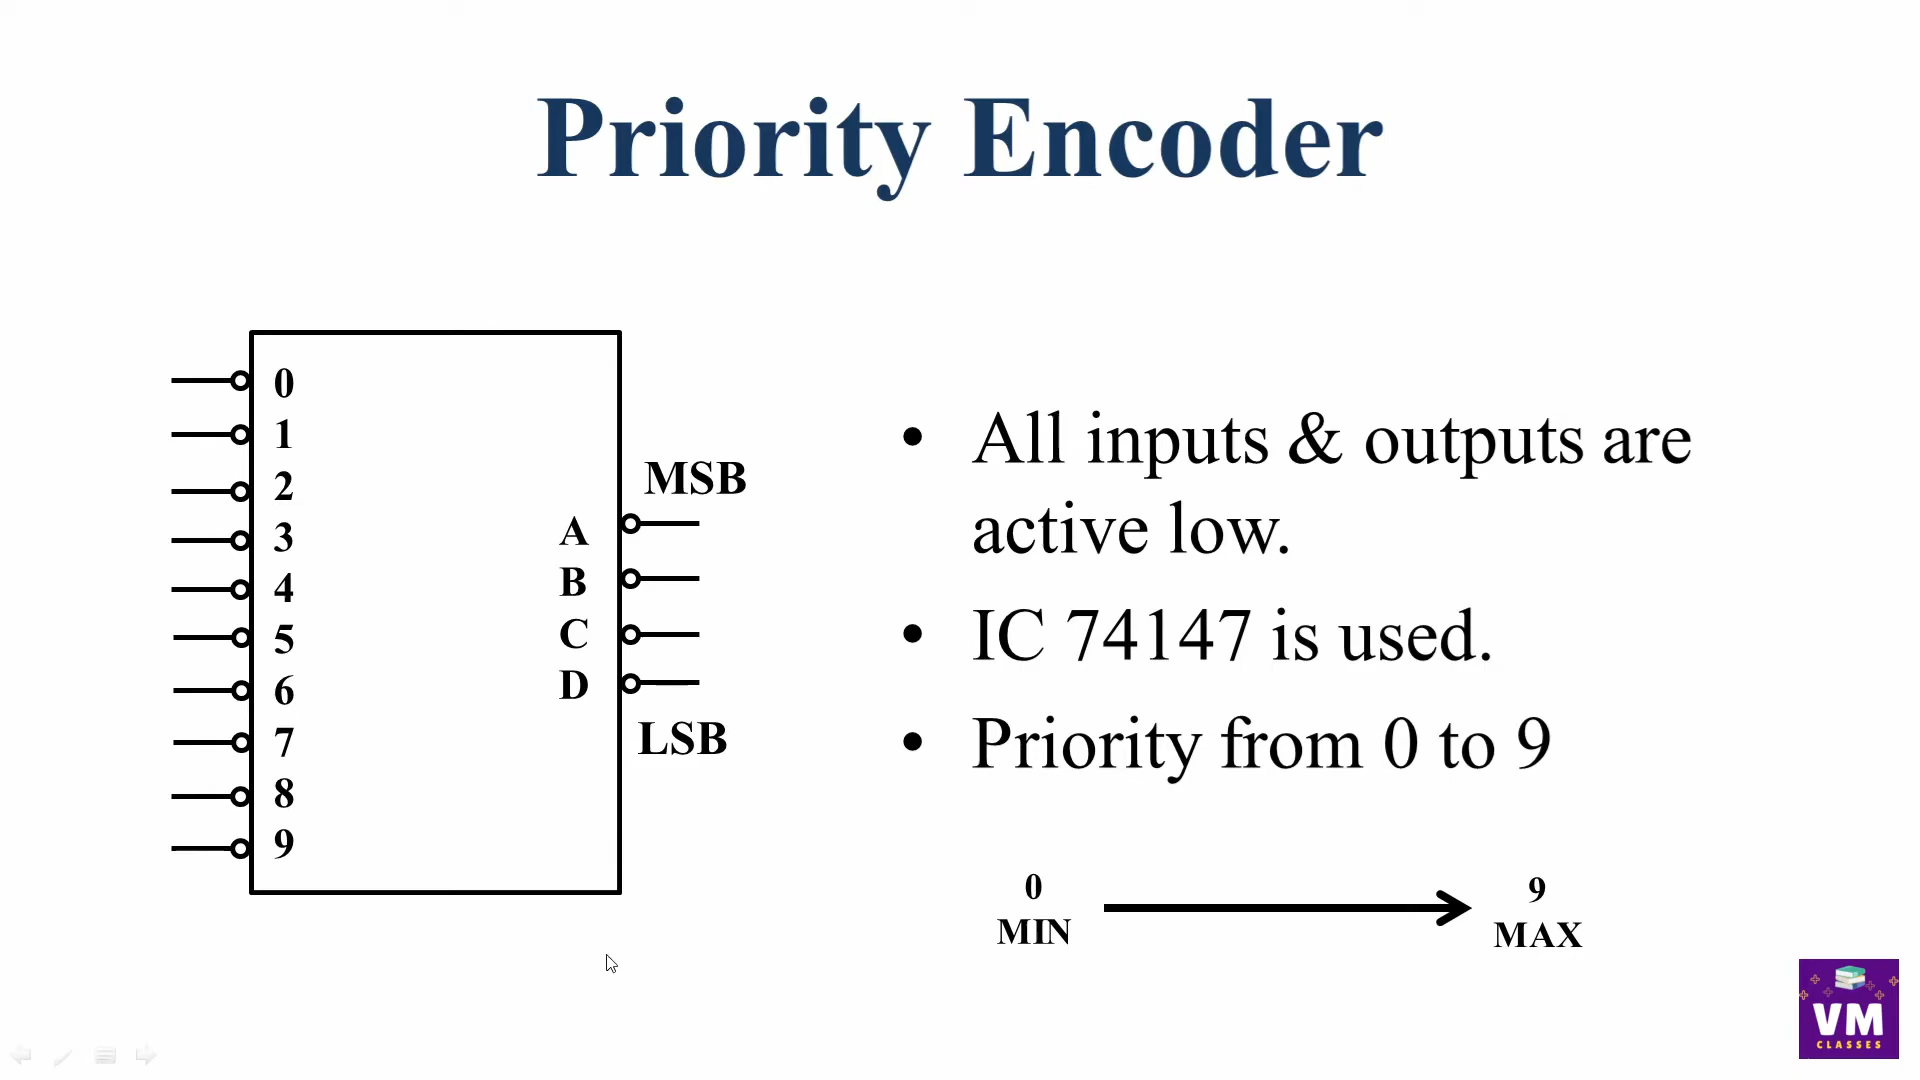 Priority Encoder
0
1
2
3
4
5
6
7
8
9
MSB
A
B
C
D
LSB
• All inputs & outputs are
active low.
• IC 74147 is used.
• Priority from 0 to 9
0
MIN
9
MAX
VM
CLASSES